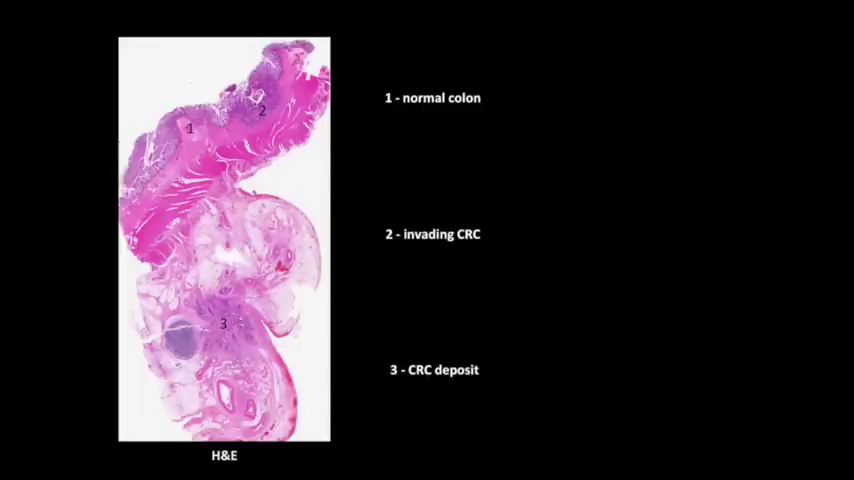 1 - normal colon
2
1
2 - invading CRC
3
3 - CRC deposit
H&E